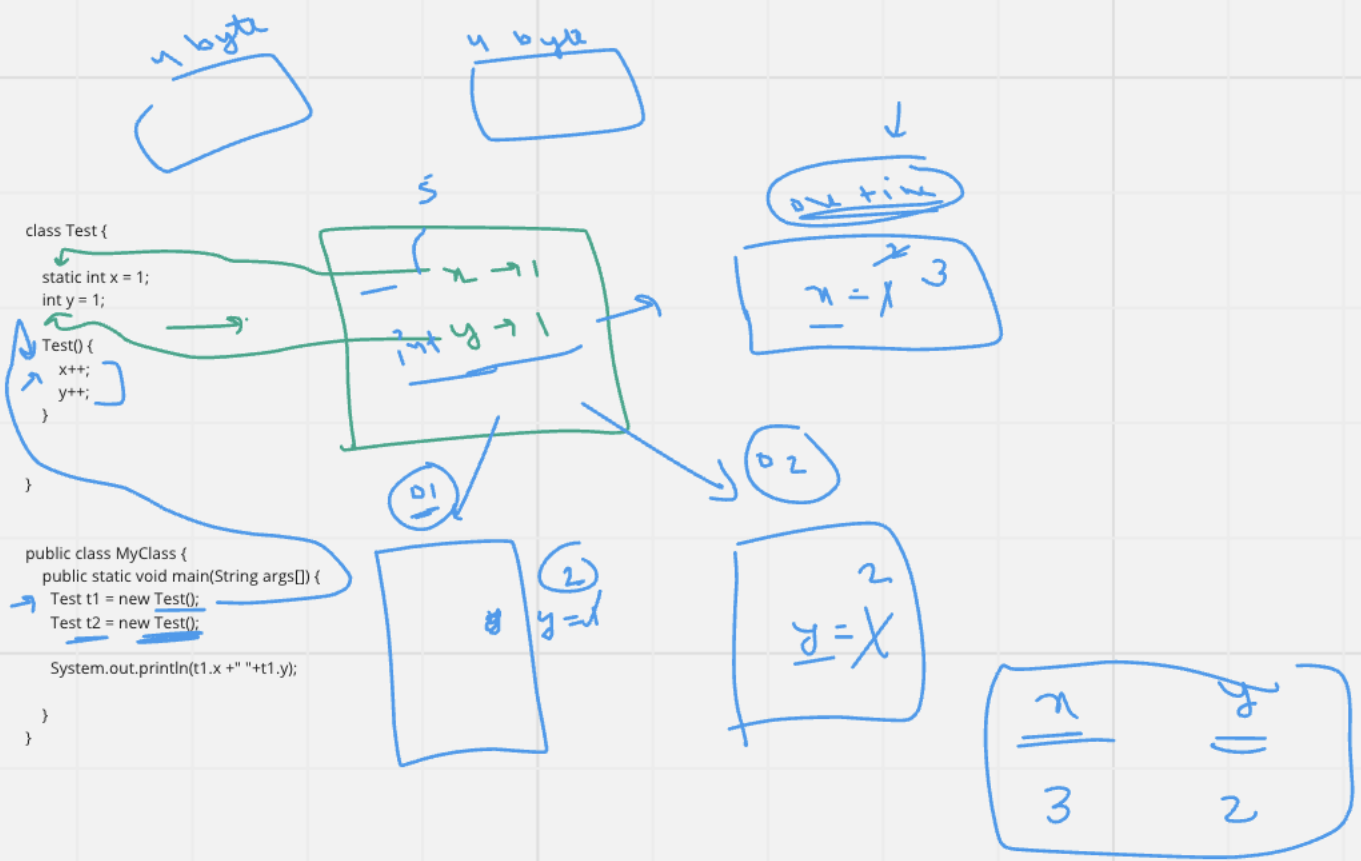 4 byte
4 byte
S
one time
class Test {
static int x = 1;
int y = 1;
Test() {
x++;
y++;
}
}
x → 1
int y → 1
x = 1 2 3
O1
O2
public class MyClass {
public static void main(String args[]) {
Test t1 = new Test();
Test t2 = new Test();
System.out.println(t1.x +" "+t1.y);
}
}
2
y = 1
2
y = 1
x y
3 2